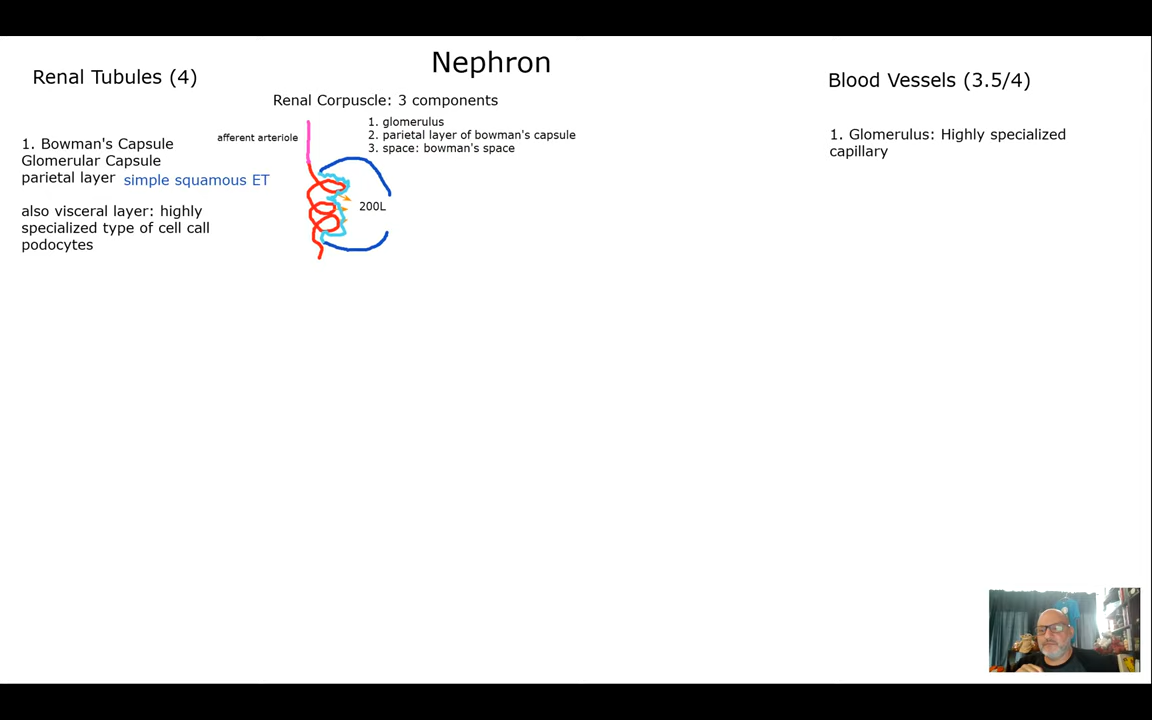 Nephron
Renal Tubules (4)
Blood Vessels (3.5/4)
Renal Corpuscle: 3 components
1. glomerulus
2. parietal layer of bowman's capsule
3. space: bowman's space
afferent arteriole
1. Bowman's Capsule
Glomerular Capsule
parietal layer simple squamous ET
also visceral layer: highly
specialized type of cell call
podocytes
200L
1. Glomerulus: Highly specialized
capillary